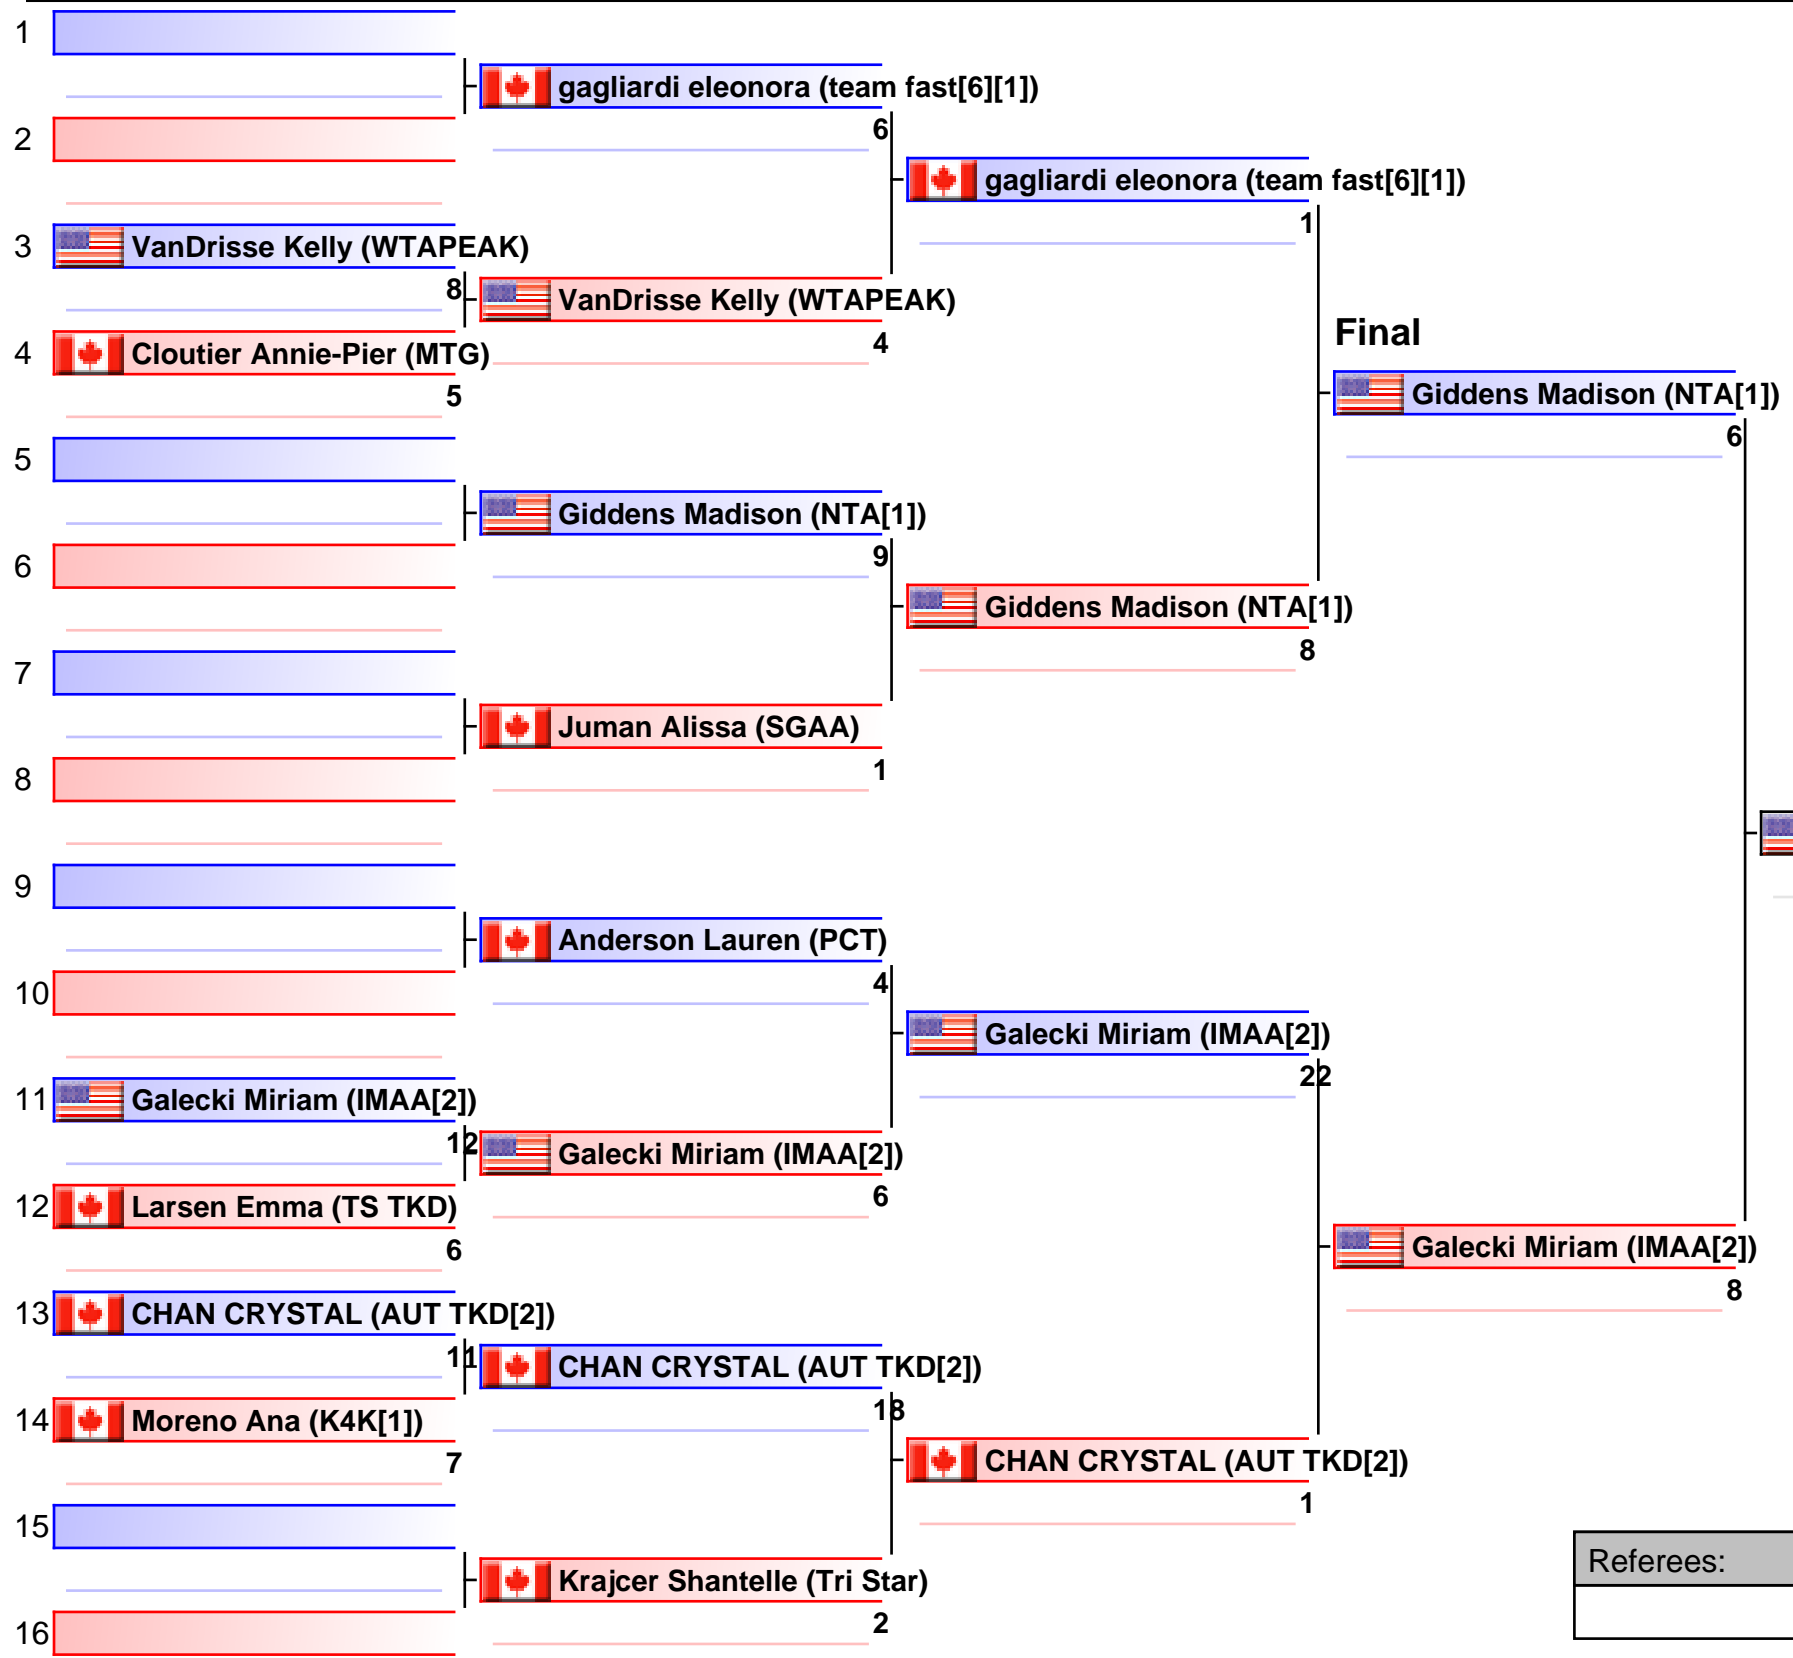 1
gagliardi eleonora (team fast[6][1])
6
2
gagliardi eleonora (team fast[6][1])
1
3 VanDrisse Kelly (WTAPEAK)
8
VanDrisse Kelly (WTAPEAK)
4
4 Cloutier Annie-Pier (MTG)
5
Final
Giddens Madison (NTA[1])
6
5
Giddens Madison (NTA[1])
9
6
Giddens Madison (NTA[1])
8
7
Juman Alissa (SGAA)
1
8
9
Anderson Lauren (PCT)
4
10
Galecki Miriam (IMAA[2])
22
11 Galecki Miriam (IMAA[2])
12
Galecki Miriam (IMAA[2])
6
12 Larsen Emma (TS TKD)
6
Galecki Miriam (IMAA[2])
8
13 CHAN CRYSTAL (AUT TKD[2])
11
CHAN CRYSTAL (AUT TKD[2])
18
14 Moreno Ana (K4K[1])
7
CHAN CRYSTAL (AUT TKD[2])
1
15
Krajcer Shantelle (Tri Star)
2
16
Referees: